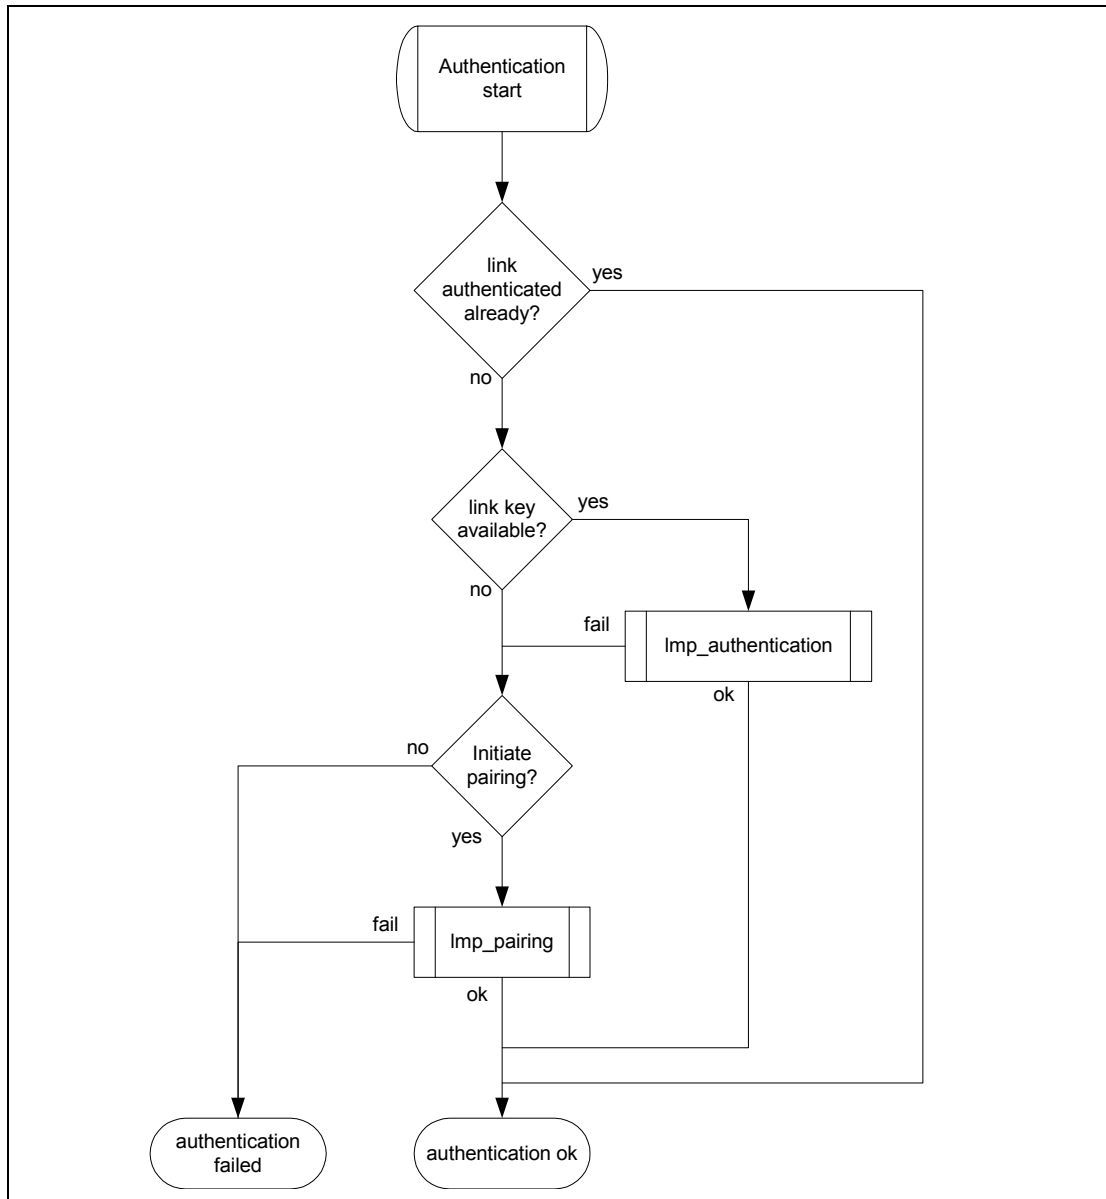 Authentication
start
link
authenticated
already?
yes
no
link key
available?
yes
no
fail
lmp_authentication
ok
no
Initiate
pairing?
yes
fail
lmp_pairing
ok
authentication
failed
authentication ok